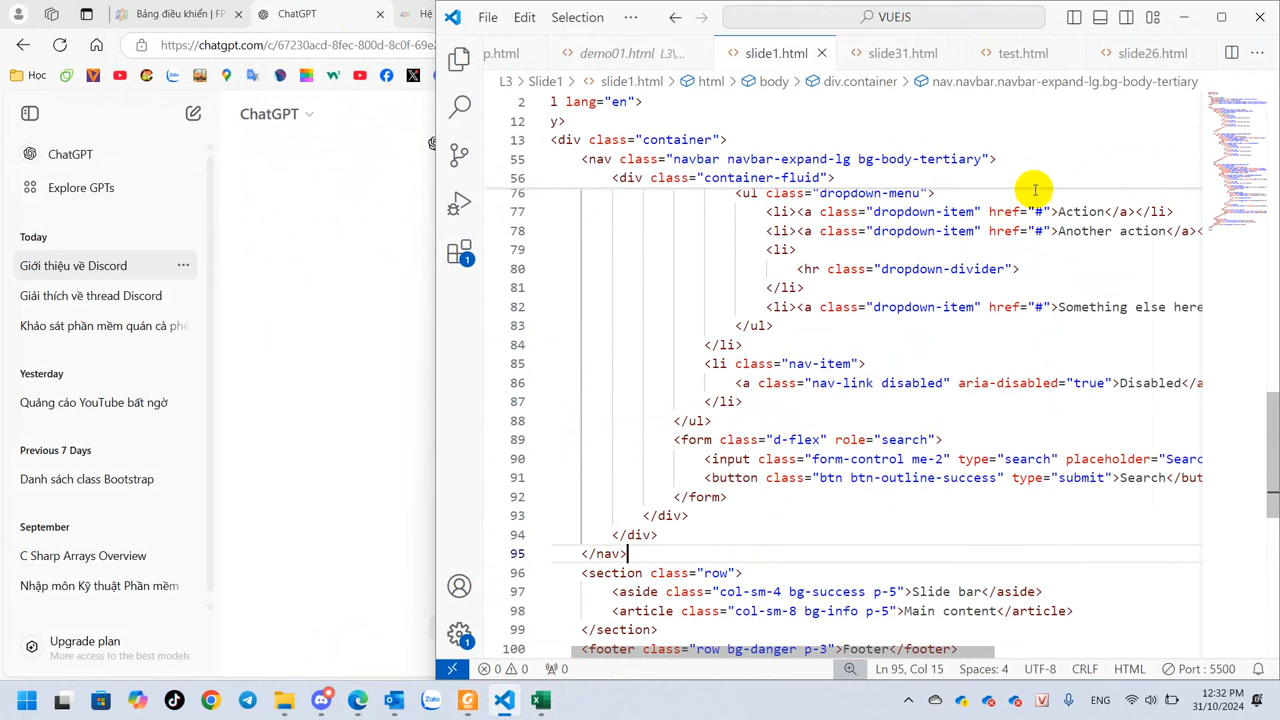 Bảng điều khiển | FP
ChatGPT
Hệ
File
Edit
Selection
VUEJS
https://chatgpt.com/c/67230acd-8fec-800d-8c0f-69e
p.html
demo01.html L3\...
slide1.html
slide31.html
test.html
slide26.html
Học
L3 > Slide1 > slide1.html > html > body > div.container > nav.navbar.navbar-expand-lg.bg-body-tertiary
ChatGPT
ChatGPT
Explore GPTs
Today
Giới thiệu về Discord
Giải thích về thread Discord
Khảo sát phần mềm quán cà phê
Yesterday
Quảng cáo YouTube bất ngờ
Previous 7 Days
Danh sách class Bootstrap
September
C Sharp Arrays Overview
Nhập môn Kỹ thuật Phần mềm
Upgrade plan
More access to the best models
l lang="en">
<div class="container">
<nav class="navbar navbar-expand-lg bg-body-tertiary">
<div class="container-fluid">
<ul class="dropdown-menu">
77 <li><a class="dropdown-item" href="#">Action</a></li>
78 <li><a class="dropdown-item" href="#">Another action</a><
79 <li>
80 <hr class="dropdown-divider">
81 </li>
82 <li><a class="dropdown-item" href="#">Something else here
83 </ul>
84 </li>
85 <li class="nav-item">
86 <a class="nav-link disabled" aria-disabled="true">Disabled</a
87 </li>
88 </ul>
89 <form class="d-flex" role="search">
90 <input class="form-control me-2" type="search" placeholder="Searc
91 <button class="btn btn-outline-success" type="submit">Search</but
92 </form>
93 </div>
94 </div>
95 </nav>
96 <section class="row">
97 <aside class="col-sm-4 bg-success p-5">Slide bar</aside>
98 <article class="col-sm-8 bg-info p-5">Main content</article>
99 </section>
100 <footer class="row bg-danger p-3">Footer</footer>
0 0 0 Ln 95, Col 15 Spaces: 4 UTF-8 CRLF HTML Port : 5500
ENG
12:32 PM
31/10/2024